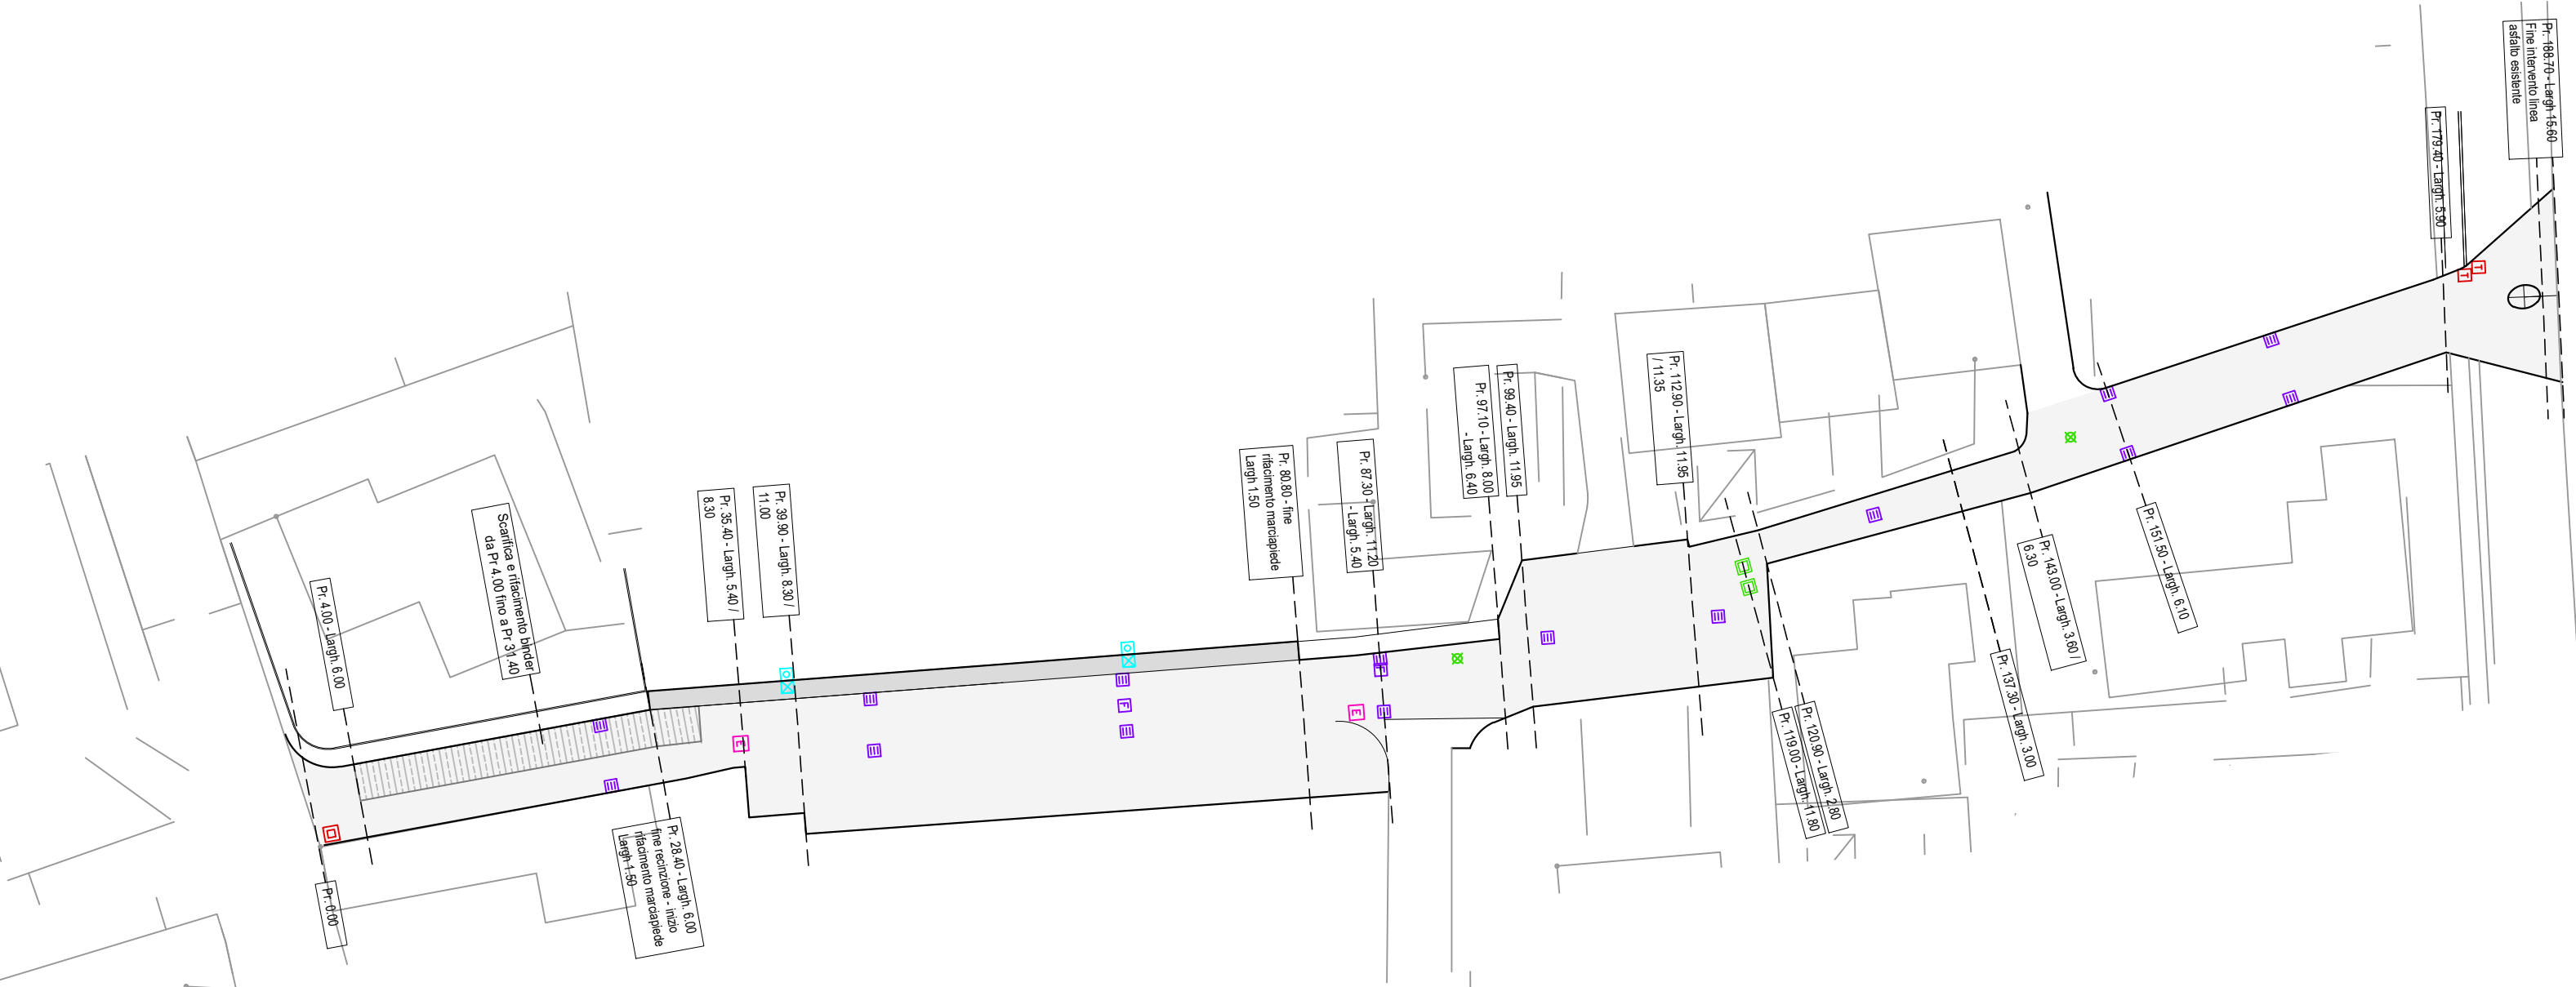 Pr. 0.00
Pr. 4.00 - Largh. 6.00
Scarifica e rifacimento binder
da Pr 4.00 fino a Pr 31.40
Pr. 28.40 - Largh. 6.00
fine recinzione - inizio
rifacimento marciapiede
Largh 1.50
Pr. 35.40 - Largh. 5.40 /
8.30
Pr. 39.90 - Largh. 8.30 /
11.00
Pr. 80.80 - fine
rifacimento marciapiede
Largh 1.50
Pr. 87.30 - Largh. 11.20
- Largh. 5.40
Pr. 97.10 - Largh. 8.00
- Largh. 6.40
Pr. 99.40 - Largh. 11.95
Pr. 112.90 - Largh. 11.95
/ 11.35
Pr. 119.00 - Largh. 11.80
Pr. 120.90 - Largh. 2.80
Pr. 137.30 - Largh. 3.00
Pr. 143.00 - Largh. 3.60 /
6.30
Pr. 151.50 - Largh. 6.10
Pr. 179.40 - Largh. 5.90
Pr. 188.70 - Largh 15.60
Fine intervento linea
asfalto esistente
E
F
E
F
T
T